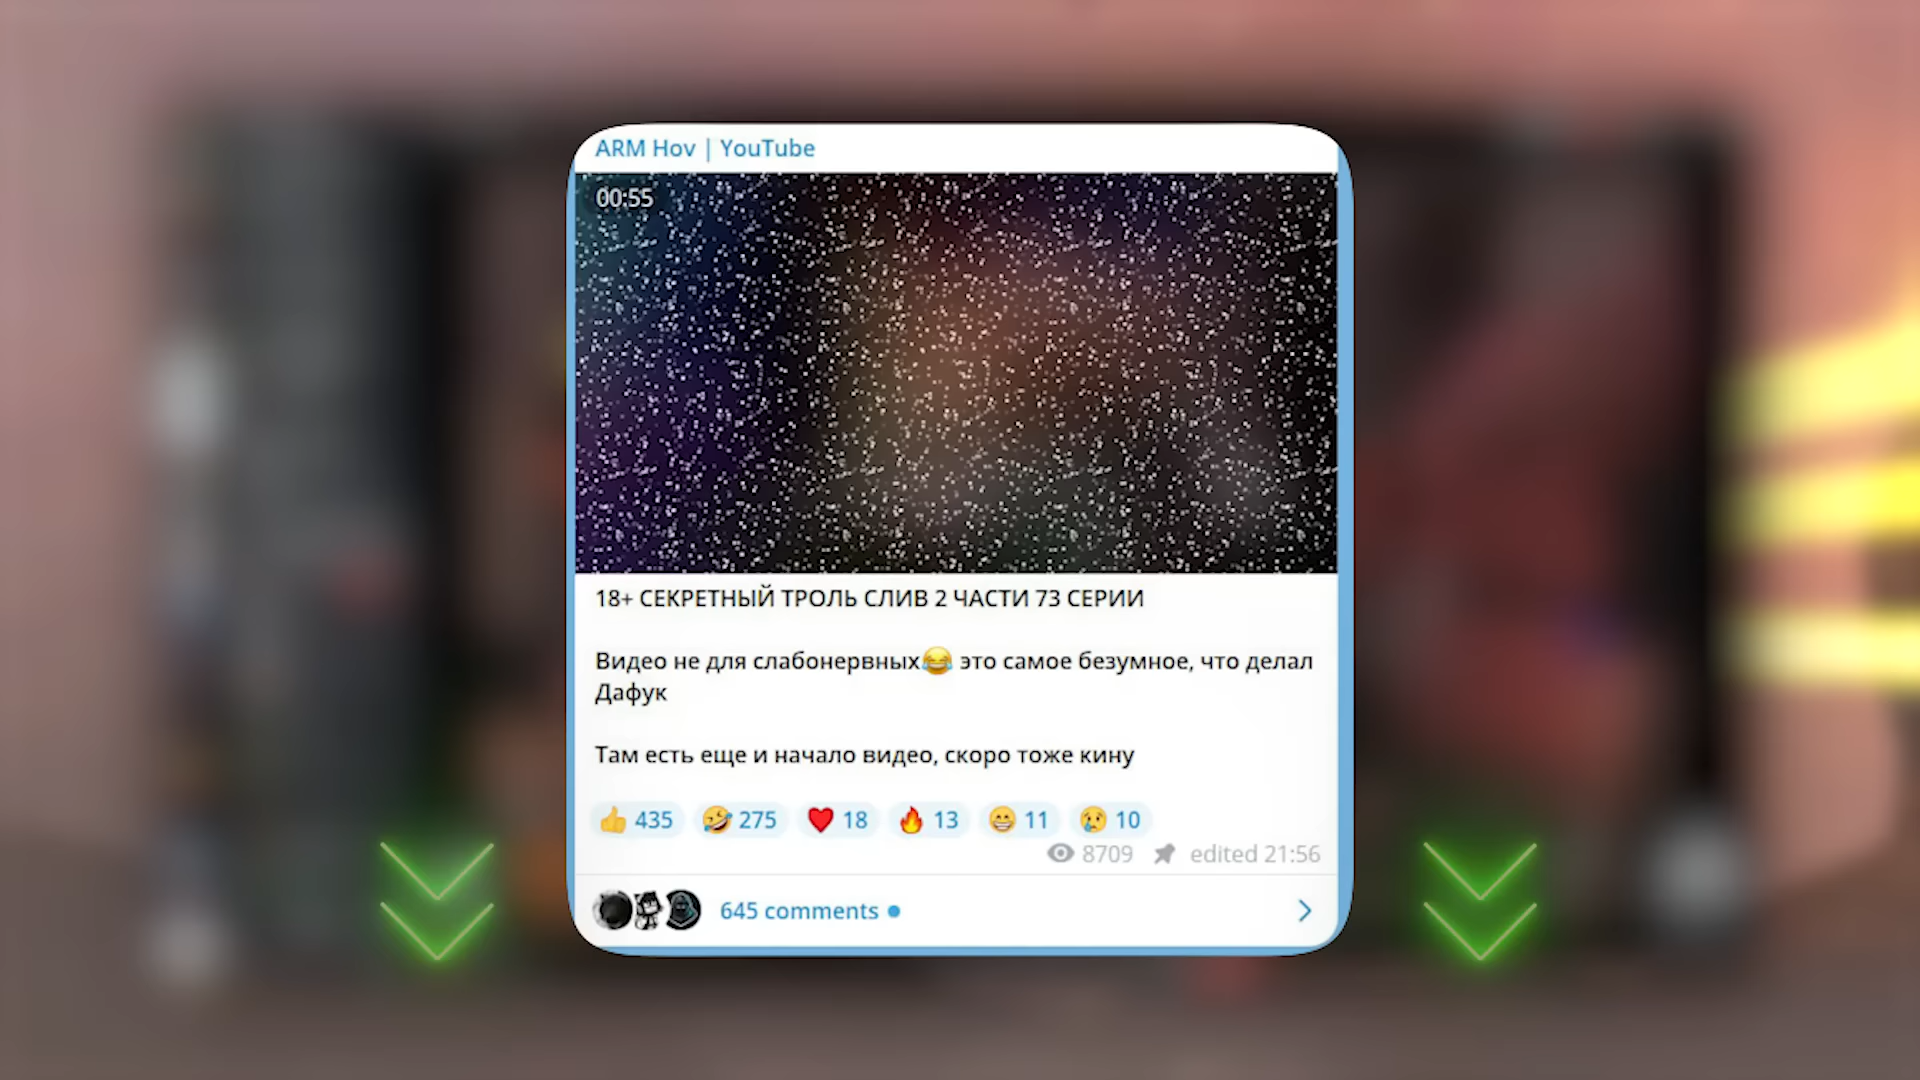 ARM Hov | YouTube
00:55
18+ СЕКРЕТНЫЙ ТРОЛЬ СЛИВ 2 ЧАСТИ 73 СЕРИИ
Видео не для слабонервных😂 это самое безумное, что делал
Дафук
Там есть еще и начало видео, скоро тоже кину
👍 435 🤣 275 ❤ 18 🔥 13 😁 11 😢 10
8709 edited 21:56
645 comments